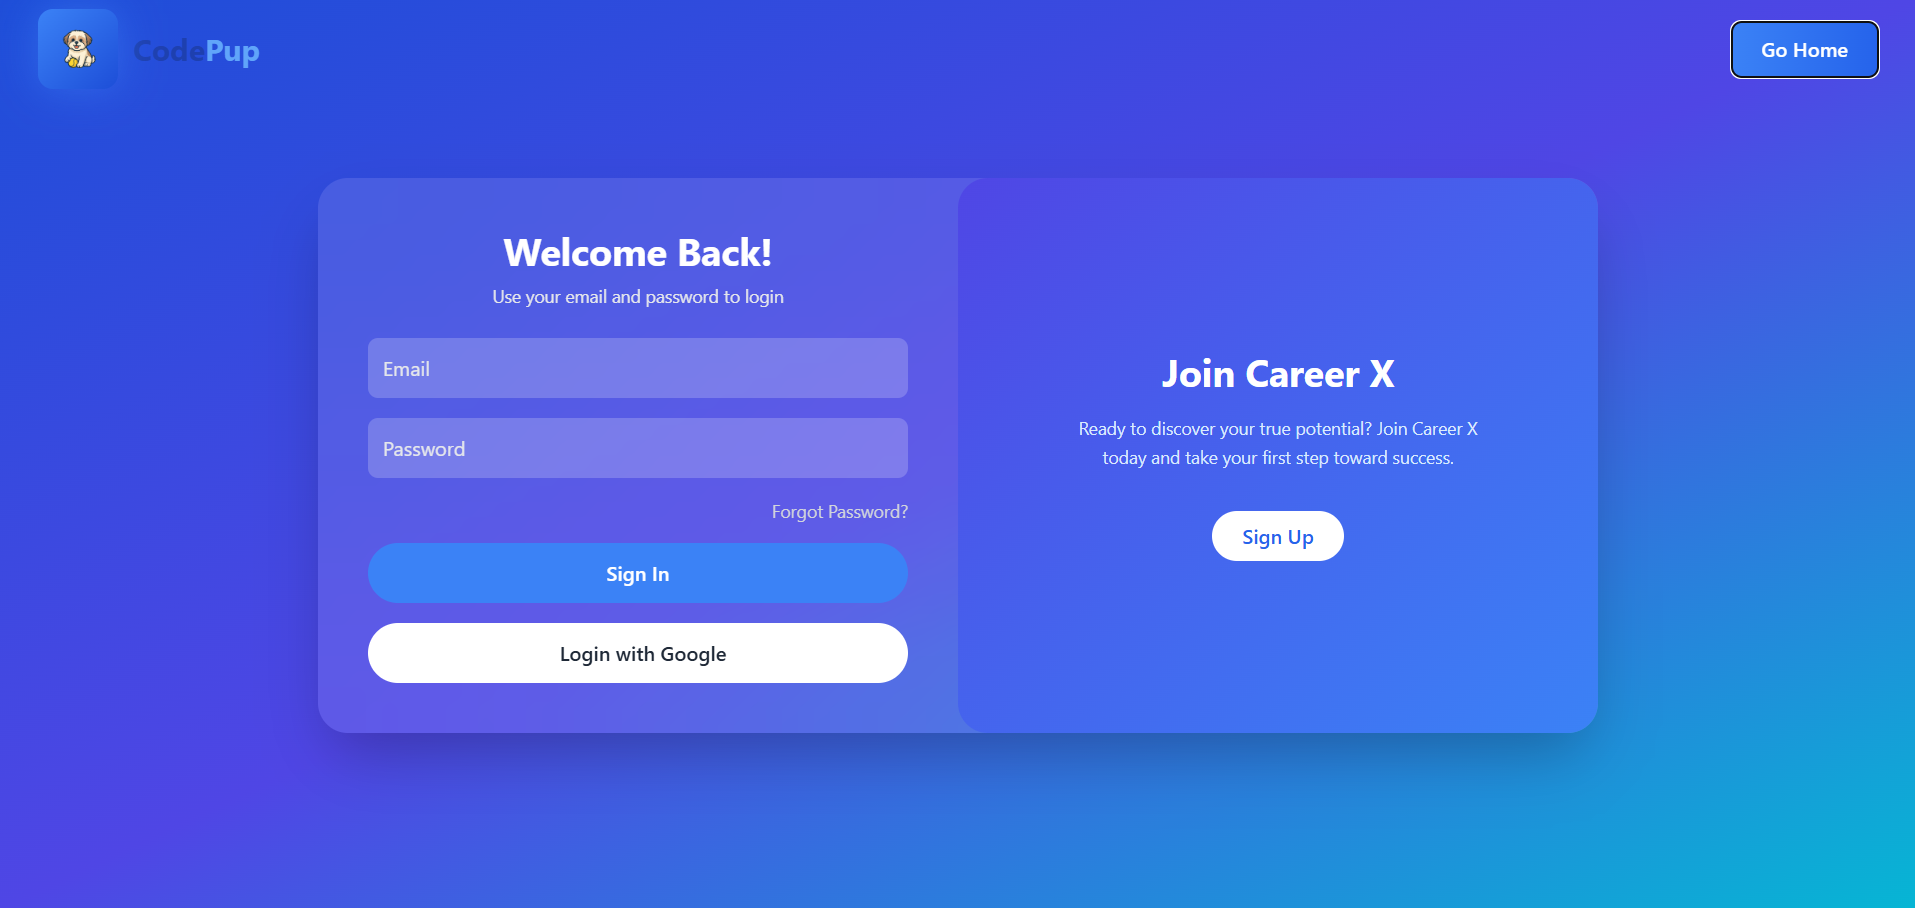 CodePup
Go Home
Welcome Back!
Use your email and password to login
Email
Password
Forgot Password?
Sign In
Login with Google
Join Career X
Ready to discover your true potential? Join Career X
today and take your first step toward success.
Sign Up